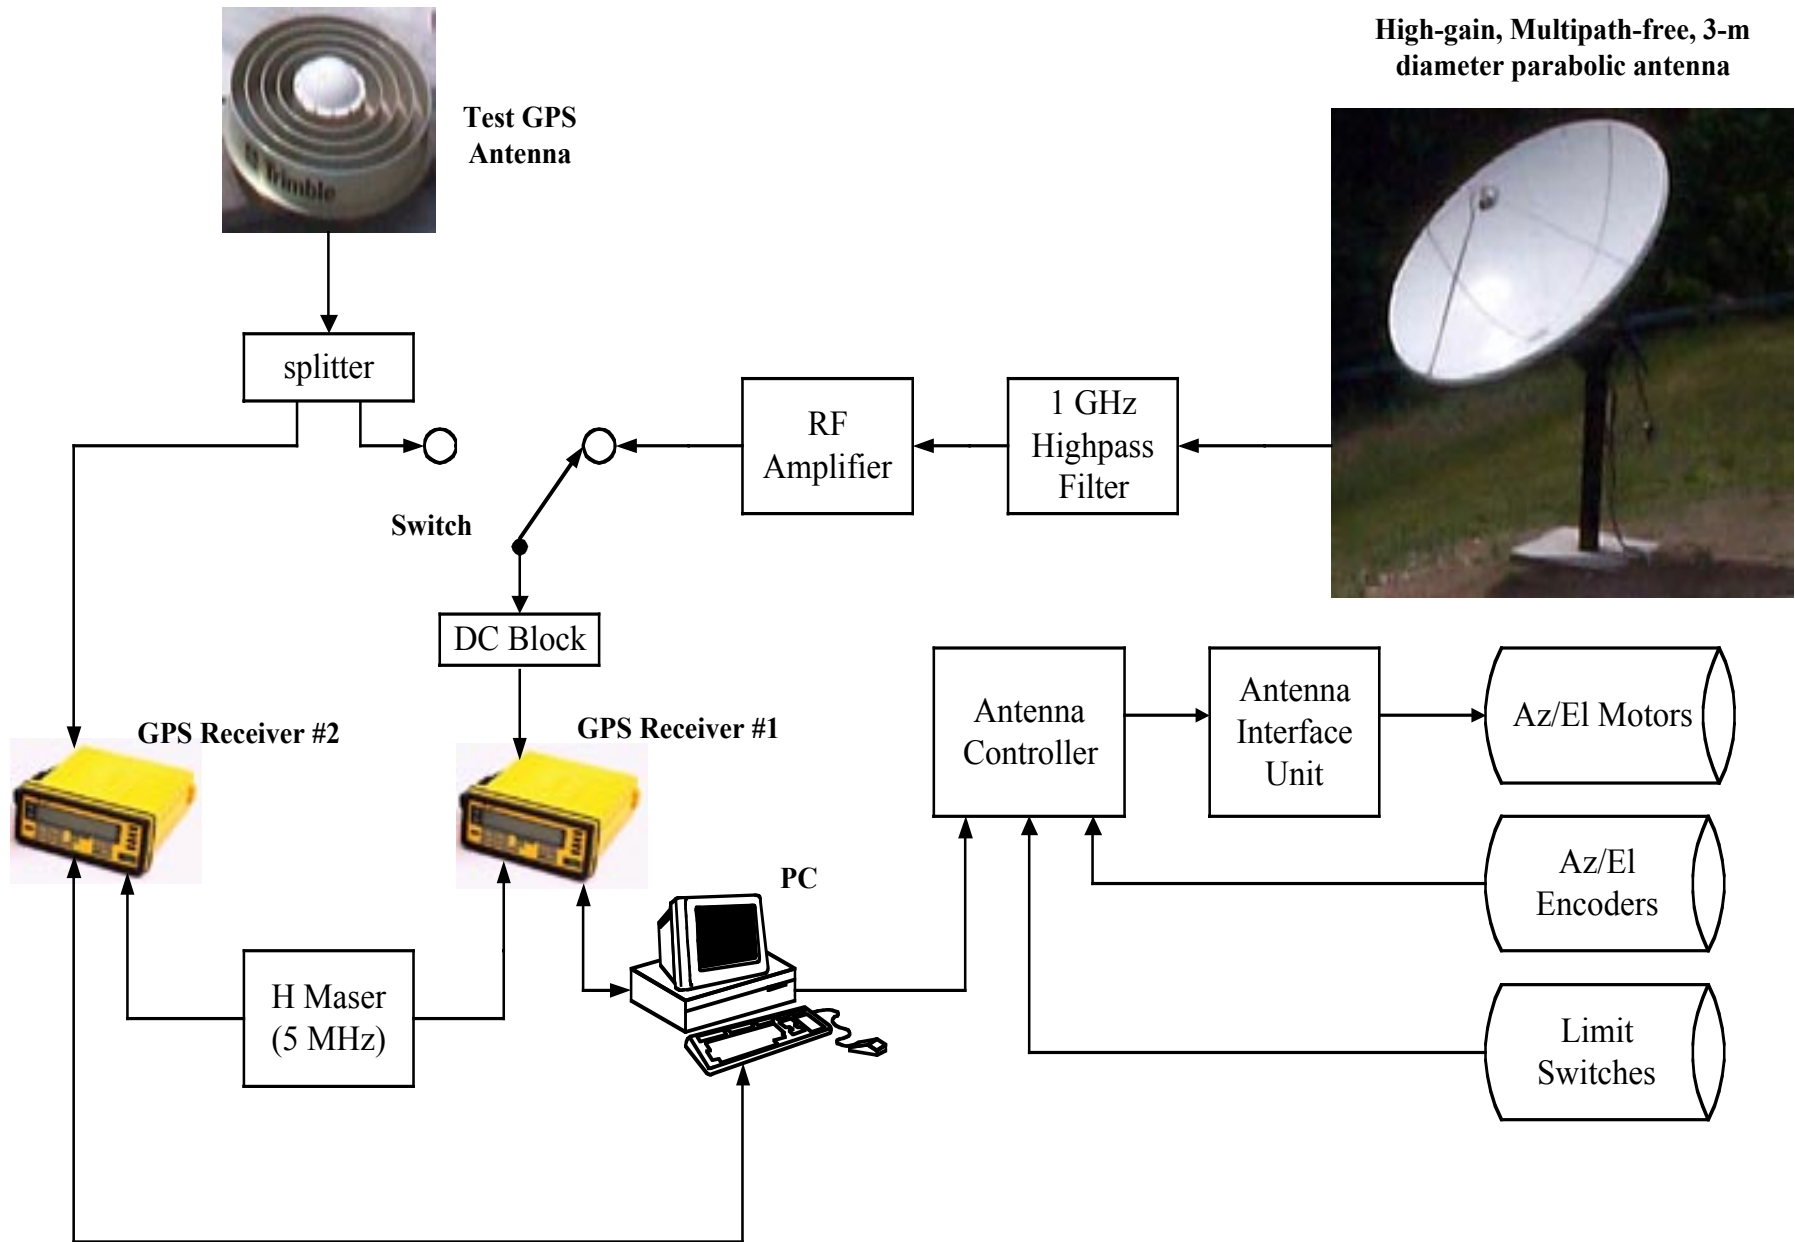 High-gain, Multipath-free, 3-m
diameter parabolic antenna
Test GPS
Antenna
Trimble
splitter
RF
Amplifier
1 GHz
Highpass
Filter
Switch
DC Block
GPS Receiver #2
GPS Receiver #1
Antenna
Controller
Antenna
Interface
Unit
Az/El Motors
Az/El
Encoders
PC
H Maser
(5 MHz)
Limit
Switches